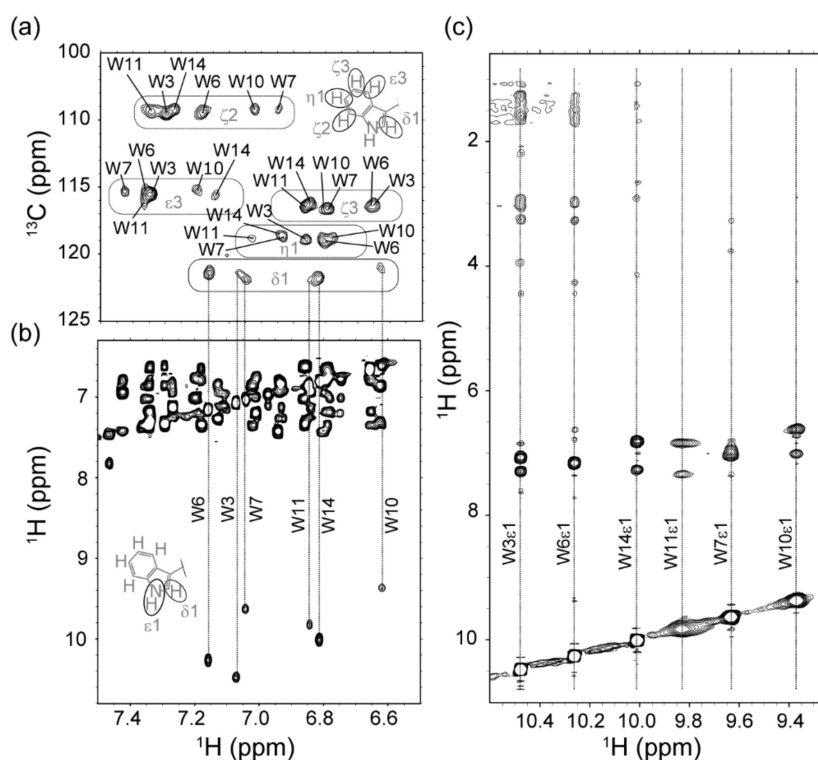 (a)
100
105
110
115
120
125
¹³C (ppm)
W11 W14
W3 W6 W10 W7
ζ2
W6
W7 W3 W10 W14
W11
ε3
W14 W10 W6
W11 W7 W3
ζ3
W14 W3
W11 W10
W7 W6
η1
δ1
ζ3 H H ε3
η1 H
H N H δ1
ζ2 H
(b)
7
8
9
10
¹H (ppm)
W6
W3
W7
W11
W14
W10
H H
H
H N
H H
ε1 δ1
7.4 7.2 7.0 6.8 6.6
¹H (ppm)
(c)
2
4
6
8
10
¹H (ppm)
W3ε1
W6ε1
W14ε1
W11ε1
W7ε1
W10ε1
10.4 10.2 10.0 9.8 9.6 9.4
¹H (ppm)